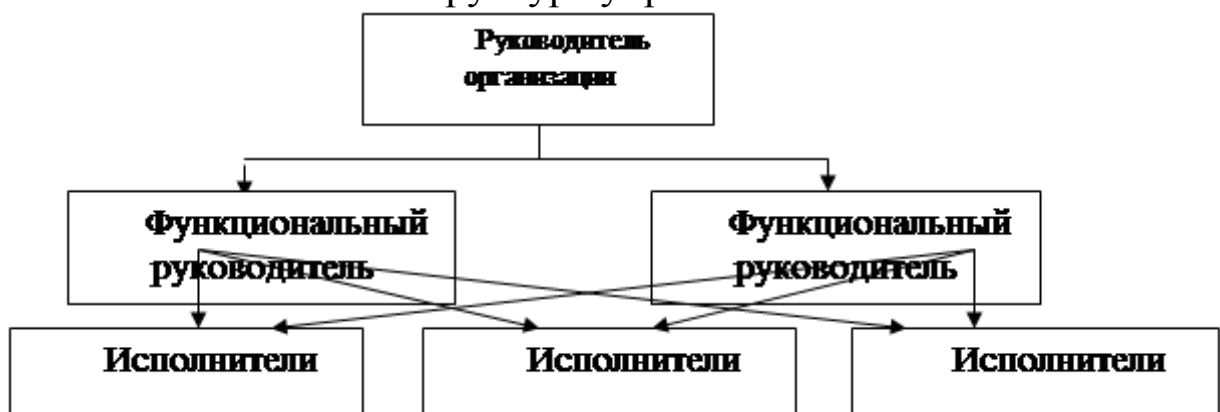 Руководитель
организации
Функциональный
руководитель
Функциональный
руководитель
Исполнители
Исполнители
Исполнители